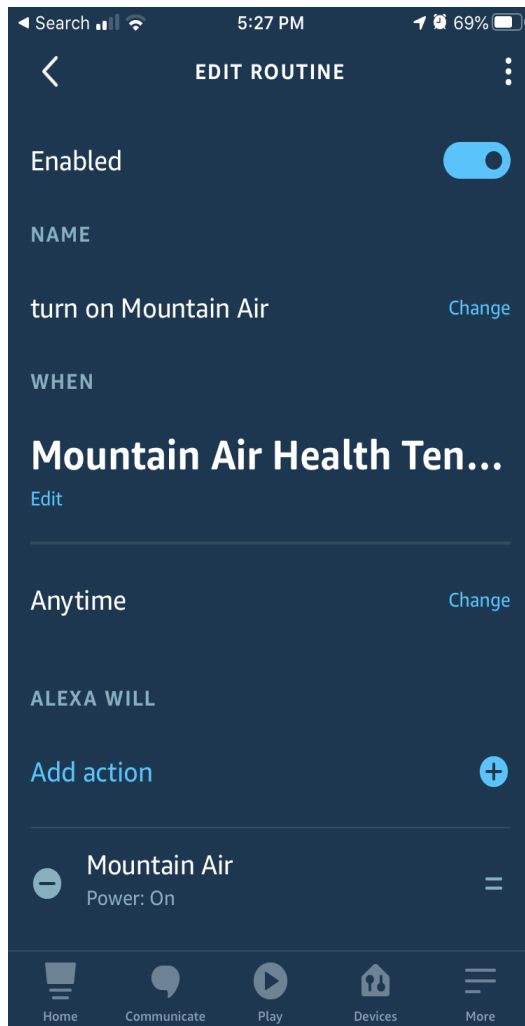 Search 5:27 PM 69%
EDIT ROUTINE
Enabled
NAME
turn on Mountain Air Change
WHEN
Mountain Air Health Ten...
Edit
Anytime Change
ALEXA WILL
Add action
Mountain Air
Power: On
Home Communicate Play Devices More